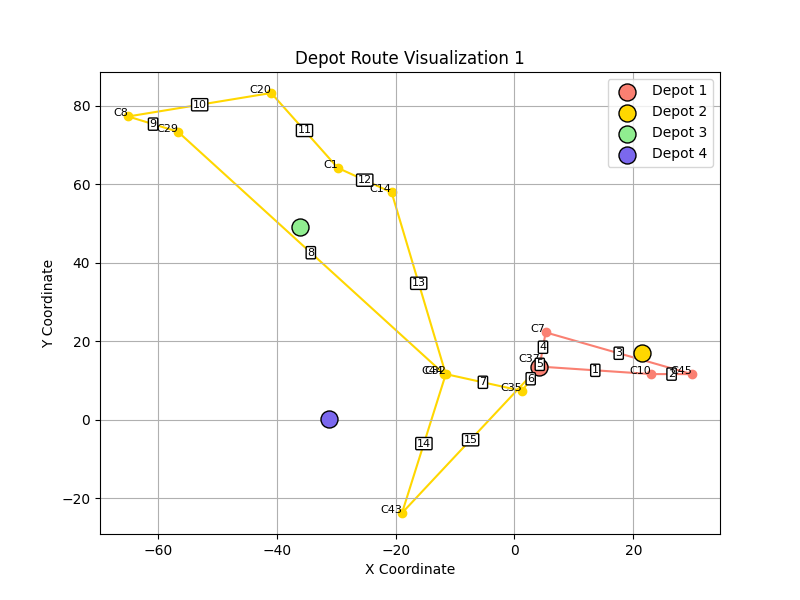 Depot Route Visualization 1
Depot 1
Depot 2
Depot 3
Depot 4
Y Coordinate
80
60
40
20
0
−20
−60
−40
−20
0
20
X Coordinate
C20
C8
10
9
C29
11
C1
12
C14
8
13
C7
4
3
C37
5
1
C10
2
C45
6
7
C35
14
15
C43